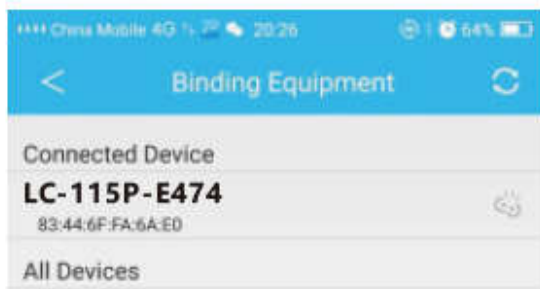 China Mobile 4G 20:26 64%
Binding Equipment
Connected Device
LC-115P-E474
83:44:6F:FA:6A:E0
All Devices